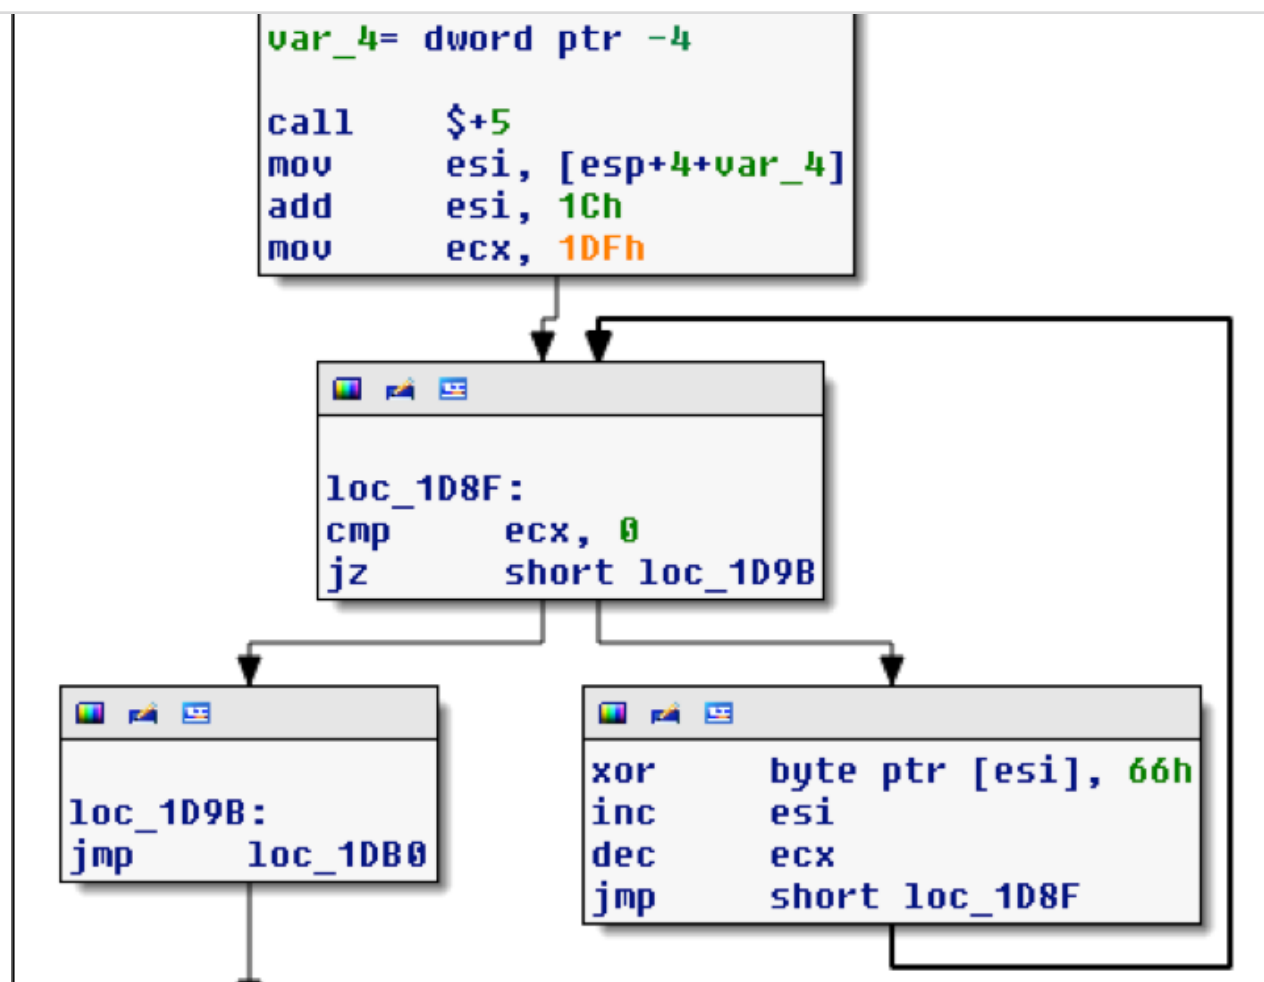 var_4= dword ptr -4
call $+5
mov esi, [esp+4+var_4]
add esi, 1Ch
mov ecx, 1DFh
loc_1D8F:
cmp ecx, 0
jz short loc_1D9B
loc_1D9B:
jmp loc_1DB0
xor byte ptr [esi], 66h
inc esi
dec ecx
jmp short loc_1D8F